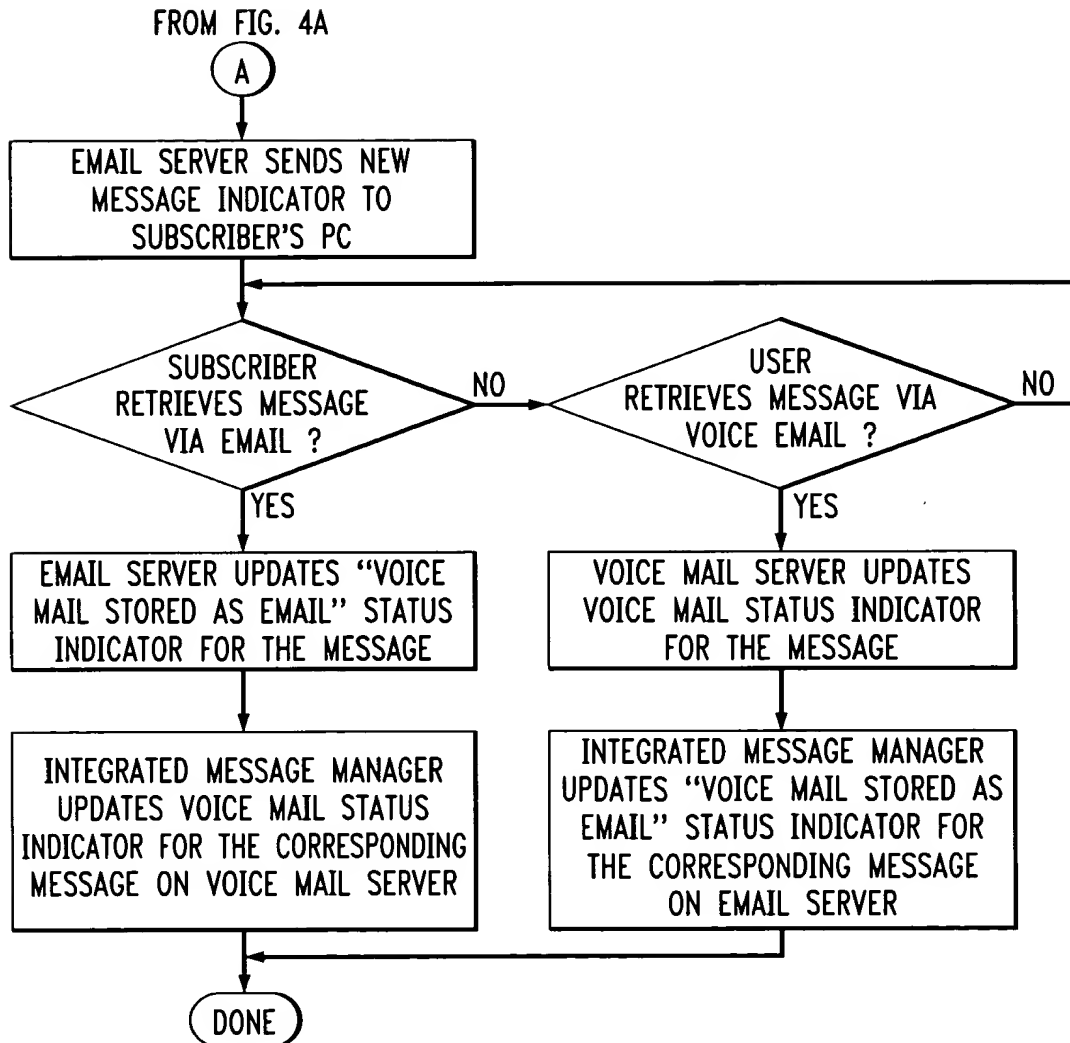 FROM FIG. 4A
A
EMAIL SERVER SENDS NEW
MESSAGE INDICATOR TO
SUBSCRIBER'S PC
SUBSCRIBER
RETRIEVES MESSAGE
VIA EMAIL ?
NO
YES
USER
RETRIEVES MESSAGE VIA
VOICE EMAIL ?
NO
YES
EMAIL SERVER UPDATES “VOICE
MAIL STORED AS EMAIL” STATUS
INDICATOR FOR THE MESSAGE
VOICE MAIL SERVER UPDATES
VOICE MAIL STATUS INDICATOR
FOR THE MESSAGE
INTEGRATED MESSAGE MANAGER
UPDATES VOICE MAIL STATUS
INDICATOR FOR THE CORRESPONDING
MESSAGE ON VOICE MAIL SERVER
INTEGRATED MESSAGE MANAGER
UPDATES “VOICE MAIL STORED AS
EMAIL” STATUS INDICATOR FOR
THE CORRESPONDING MESSAGE
ON EMAIL SERVER
DONE